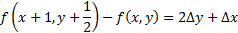 f(x + 1, y + 1/2) − f(x, y) = 2Δy + Δx